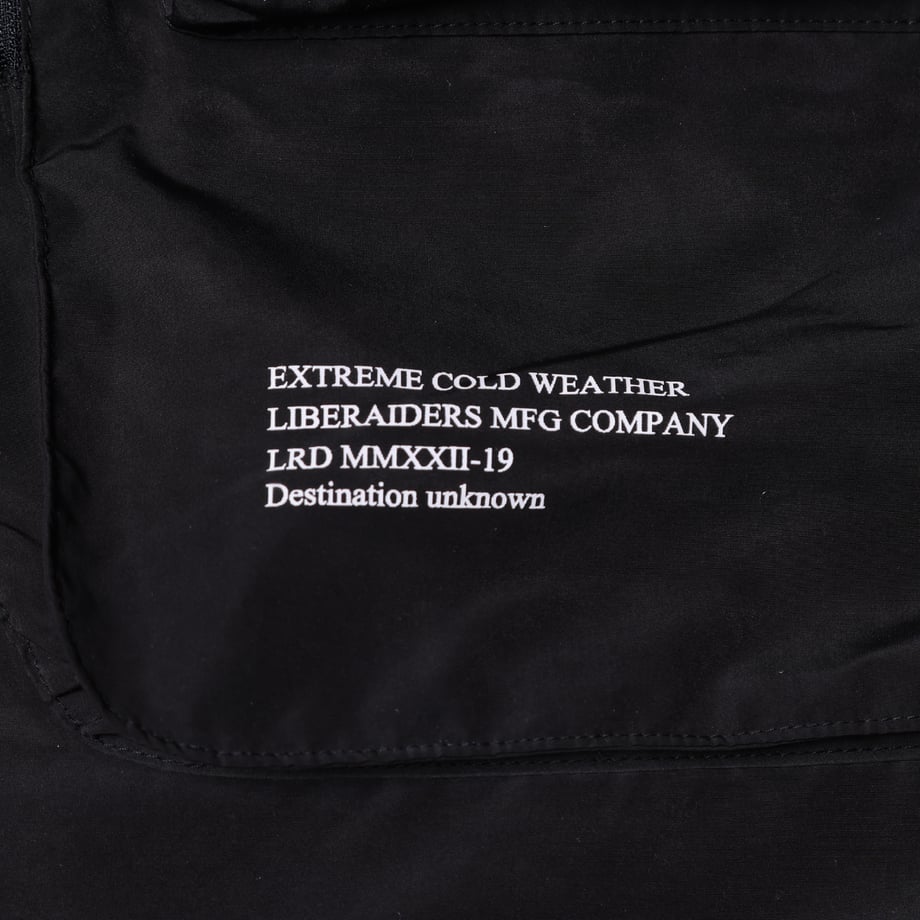 EXTREME COLD WEATHER
LIBERAIDERS MFG COMPANY
LRD MMXXII-19
Destination unknown